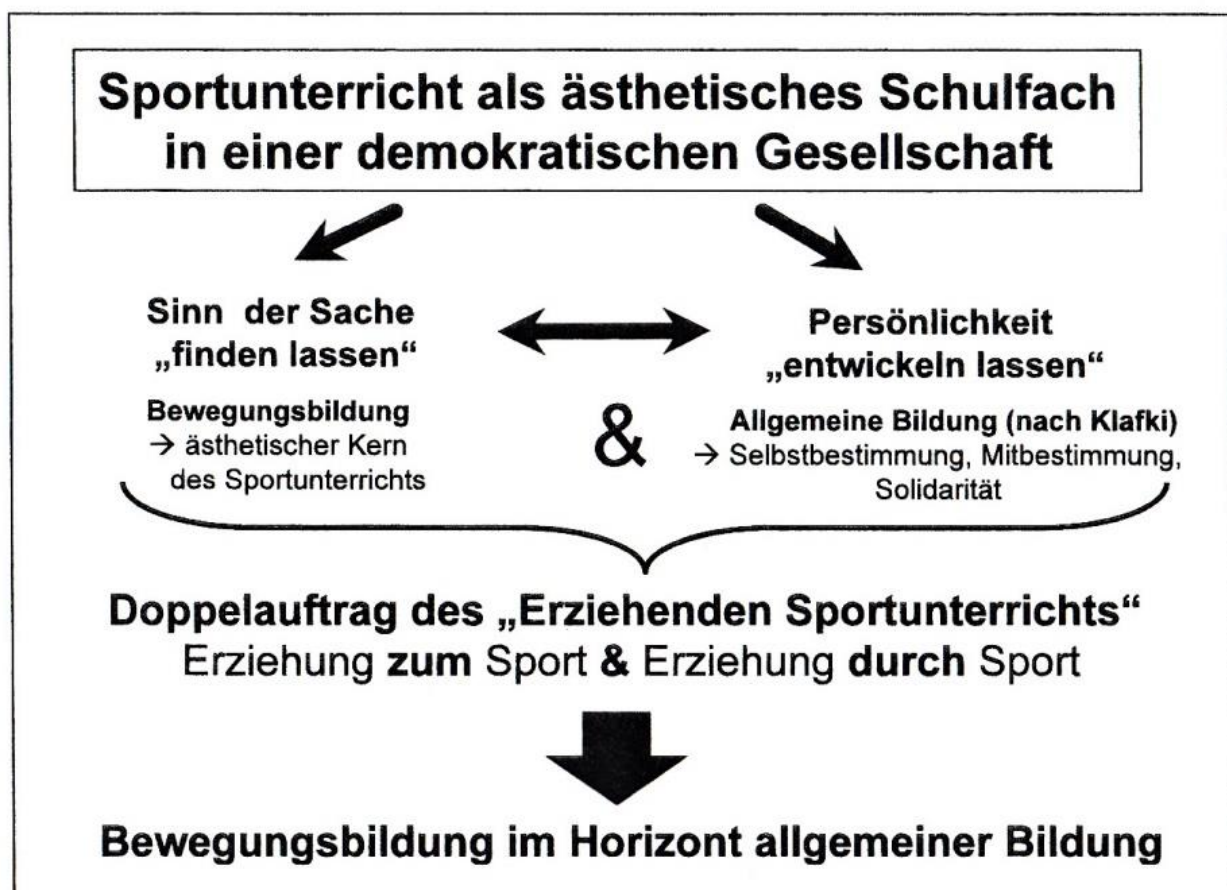 Sportunterricht als ästhetisches Schulfach
in einer demokratischen Gesellschaft
Sinn der Sache
„finden lassen“
Bewegungsbildung
→ ästhetischer Kern
des Sportunterrichts
&
Persönlichkeit
„entwickeln lassen“
Allgemeine Bildung (nach Klafki)
→ Selbstbestimmung, Mitbestimmung,
Solidarität
Doppelauftrag des „Erziehenden Sportunterrichts“
Erziehung zum Sport & Erziehung durch Sport
Bewegungsbildung im Horizont allgemeiner Bildung